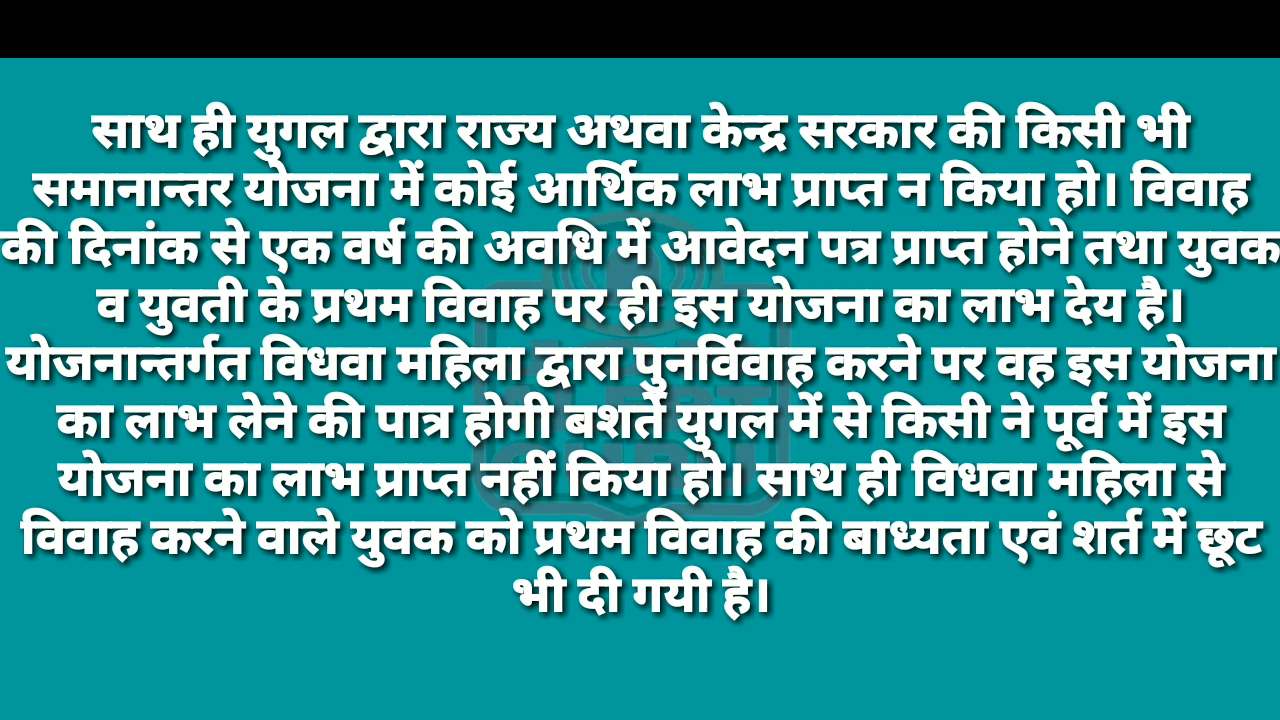 साथ ही युगल द्वारा राज्य अथवा केन्द्र सरकार की किसी भी
समानान्तर योजना में कोई आर्थिक लाभ प्राप्त न किया हो। विवाह
की दिनांक से एक वर्ष की अवधि में आवेदन पत्र प्राप्त होने तथा युवक
व युवती के प्रथम विवाह पर ही इस योजना का लाभ देय है।
योजनान्तर्गत विधवा महिला द्वारा पुनर्विवाह करने पर वह इस योजना
का लाभ लेने की पात्र होगी बशर्ते युगल में से किसी ने पूर्व में इस
योजना का लाभ प्राप्त नहीं किया हो। साथ ही विधवा महिला से
विवाह करने वाले युवक को प्रथम विवाह की बाध्यता एवं शर्त में छूट
भी दी गयी है।